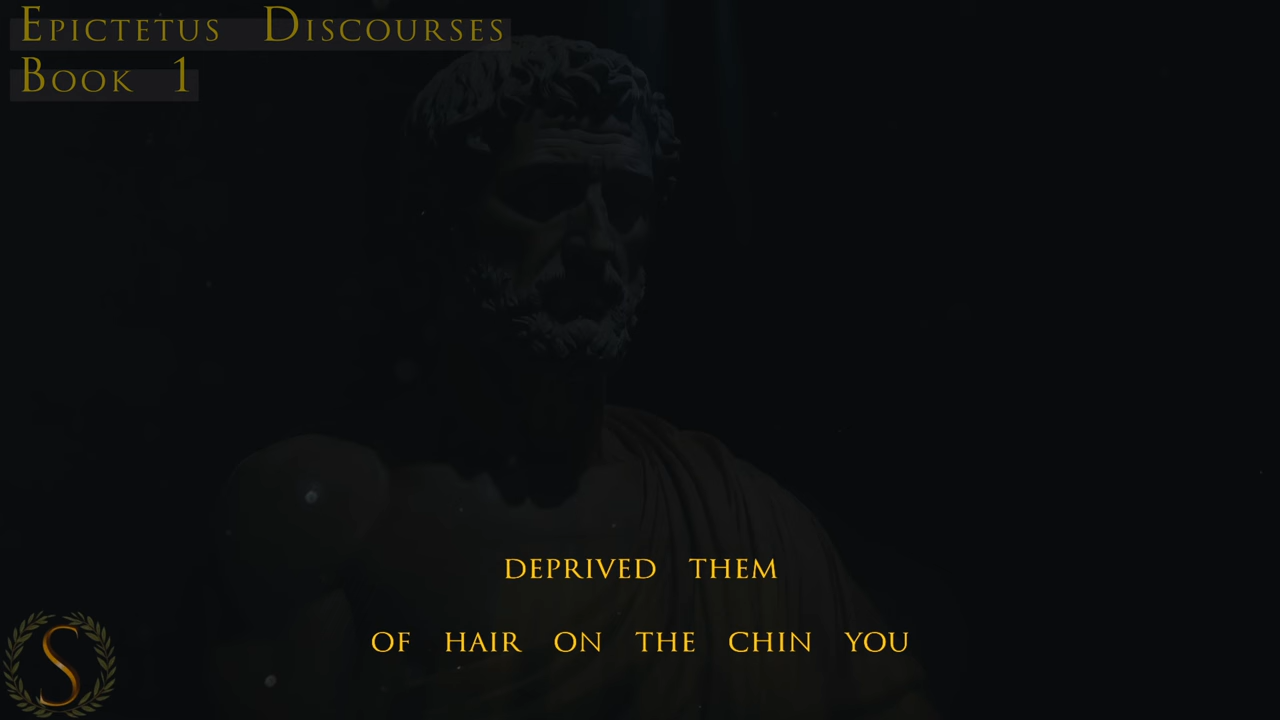 Epictetus Discourses
Book 1
DEPRIVED THEM
OF HAIR ON THE CHIN YOU
S